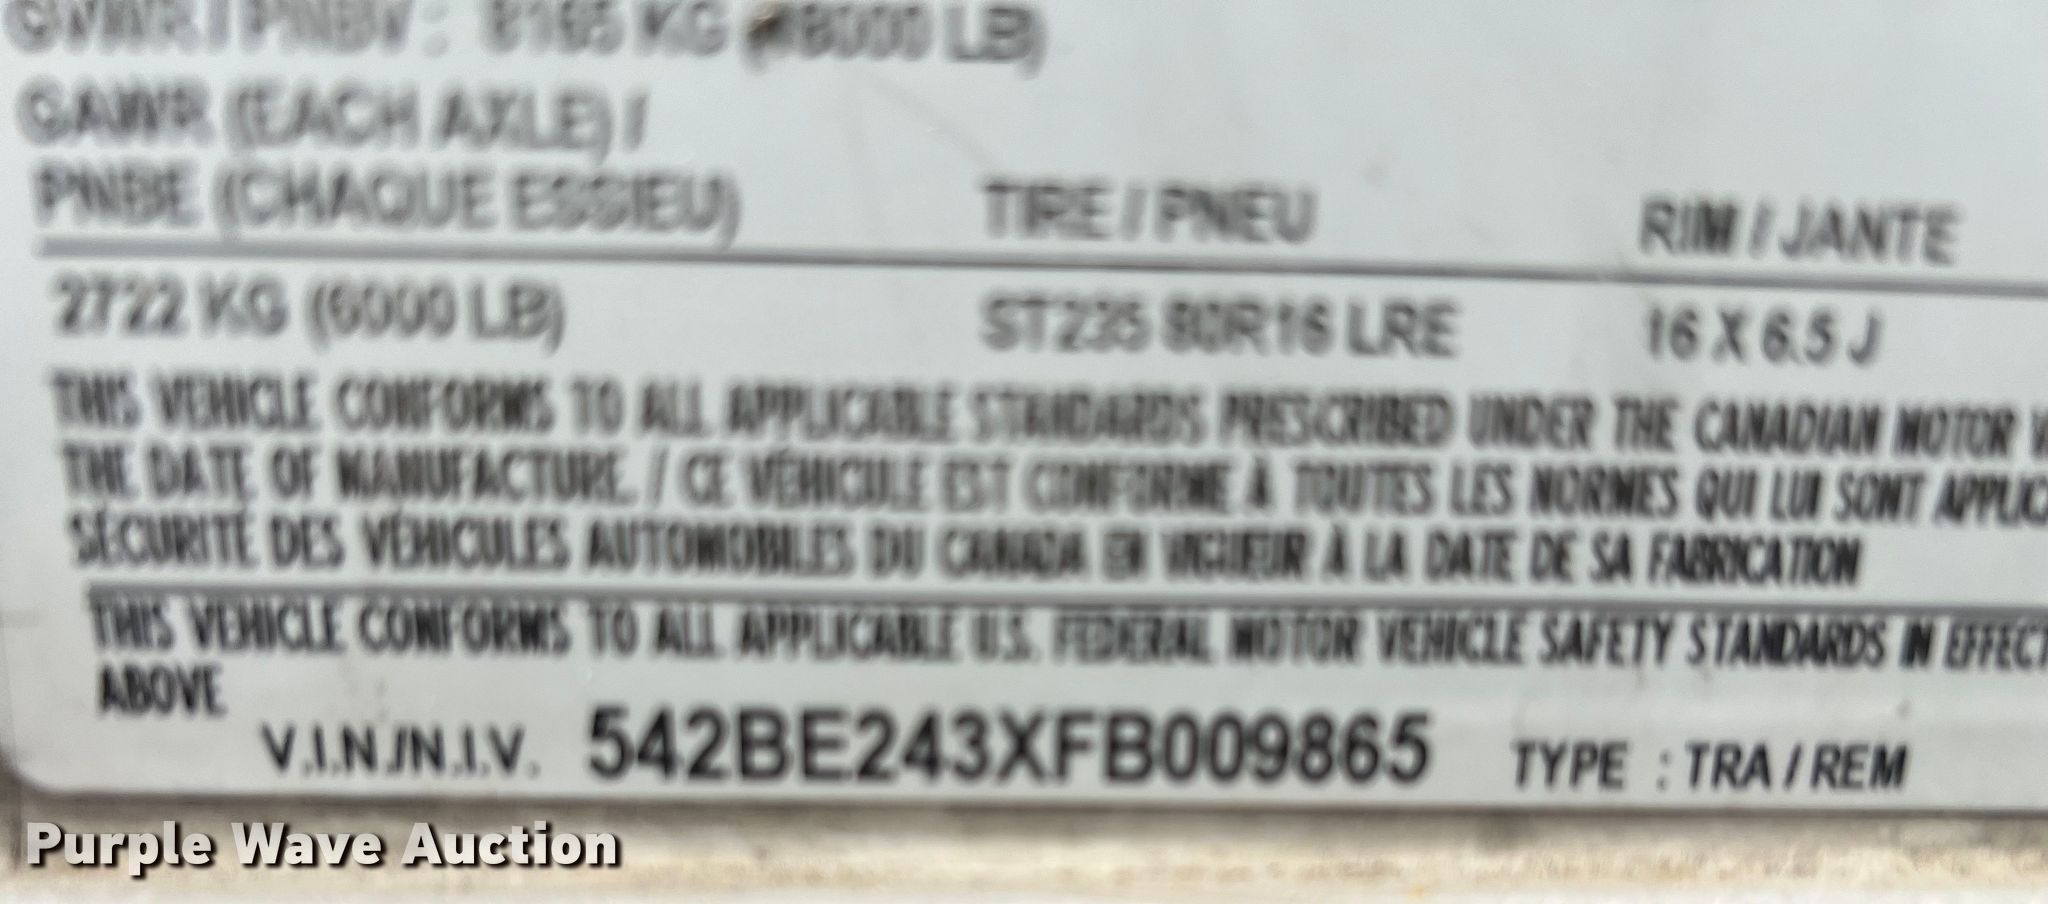 GVWR / PNBV : 8165 KG (18000 LB)
GAWR (EACH AXLE) /
PNBE (CHAQUE ESSIEU) TIRE / PNEU RIM / JANTE
2722 KG (6000 LB) ST235 80R16 LRE 16 X 6.5 J
THIS VEHICLE CONFORMS TO ALL APPLICABLE STANDARDS PRESCRIBED UNDER THE CANADIAN MOTOR V
THE DATE OF MANUFACTURE. / CE VÉHICULE EST CONFORME À TOUTES LES NORMES QUI LUI SONT APPLIC
SÉCURITÉ DES VÉHICULES AUTOMOBILES DU CANADA EN VIGUEUR À LA DATE DE SA FABRICATION
THIS VEHICLE CONFORMS TO ALL APPLICABLE U.S. FEDERAL MOTOR VEHICLE SAFETY STANDARDS IN EFFECT
ABOVE
V.I.N./N.I.V. 542BE243XFB009865 TYPE : TRA / REM
Purple Wave Auction